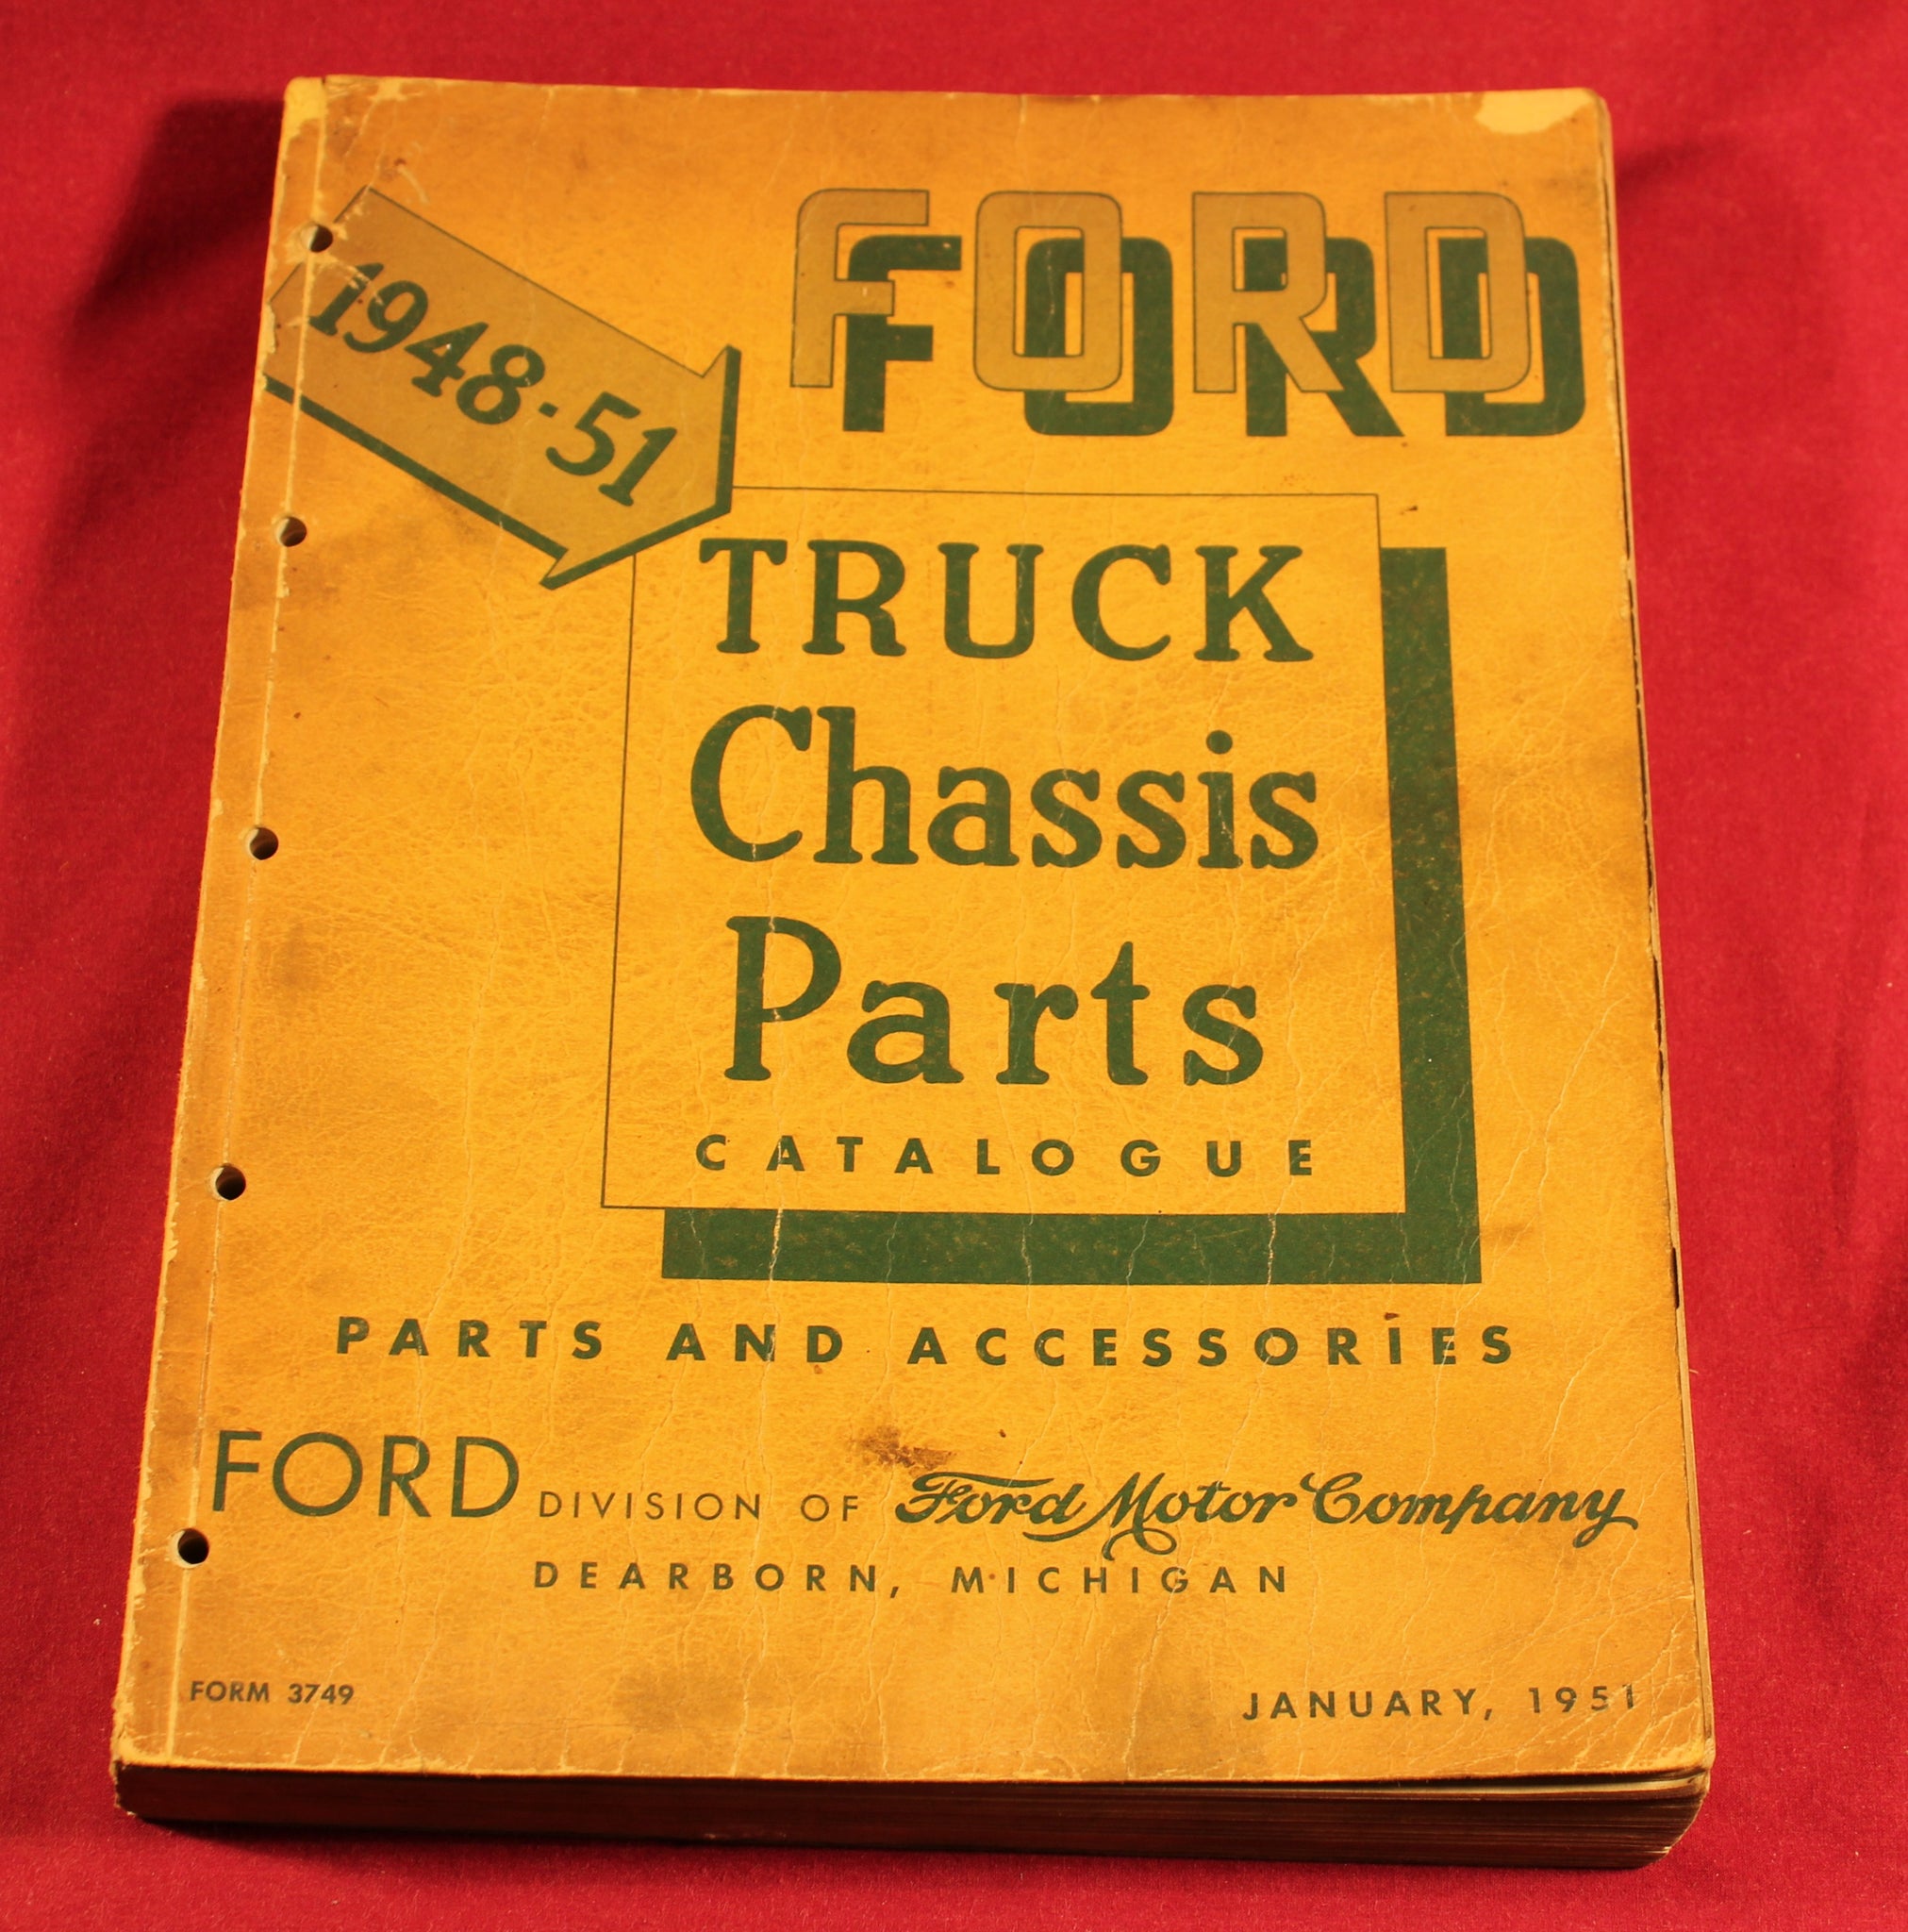 FORD
1948-51
TRUCK
Chassis
Parts
CATALOGUE
PARTS AND ACCESSORIES
FORD DIVISION OF Ford Motor Company
DEARBORN, MICHIGAN
FORM 3749
JANUARY, 1951